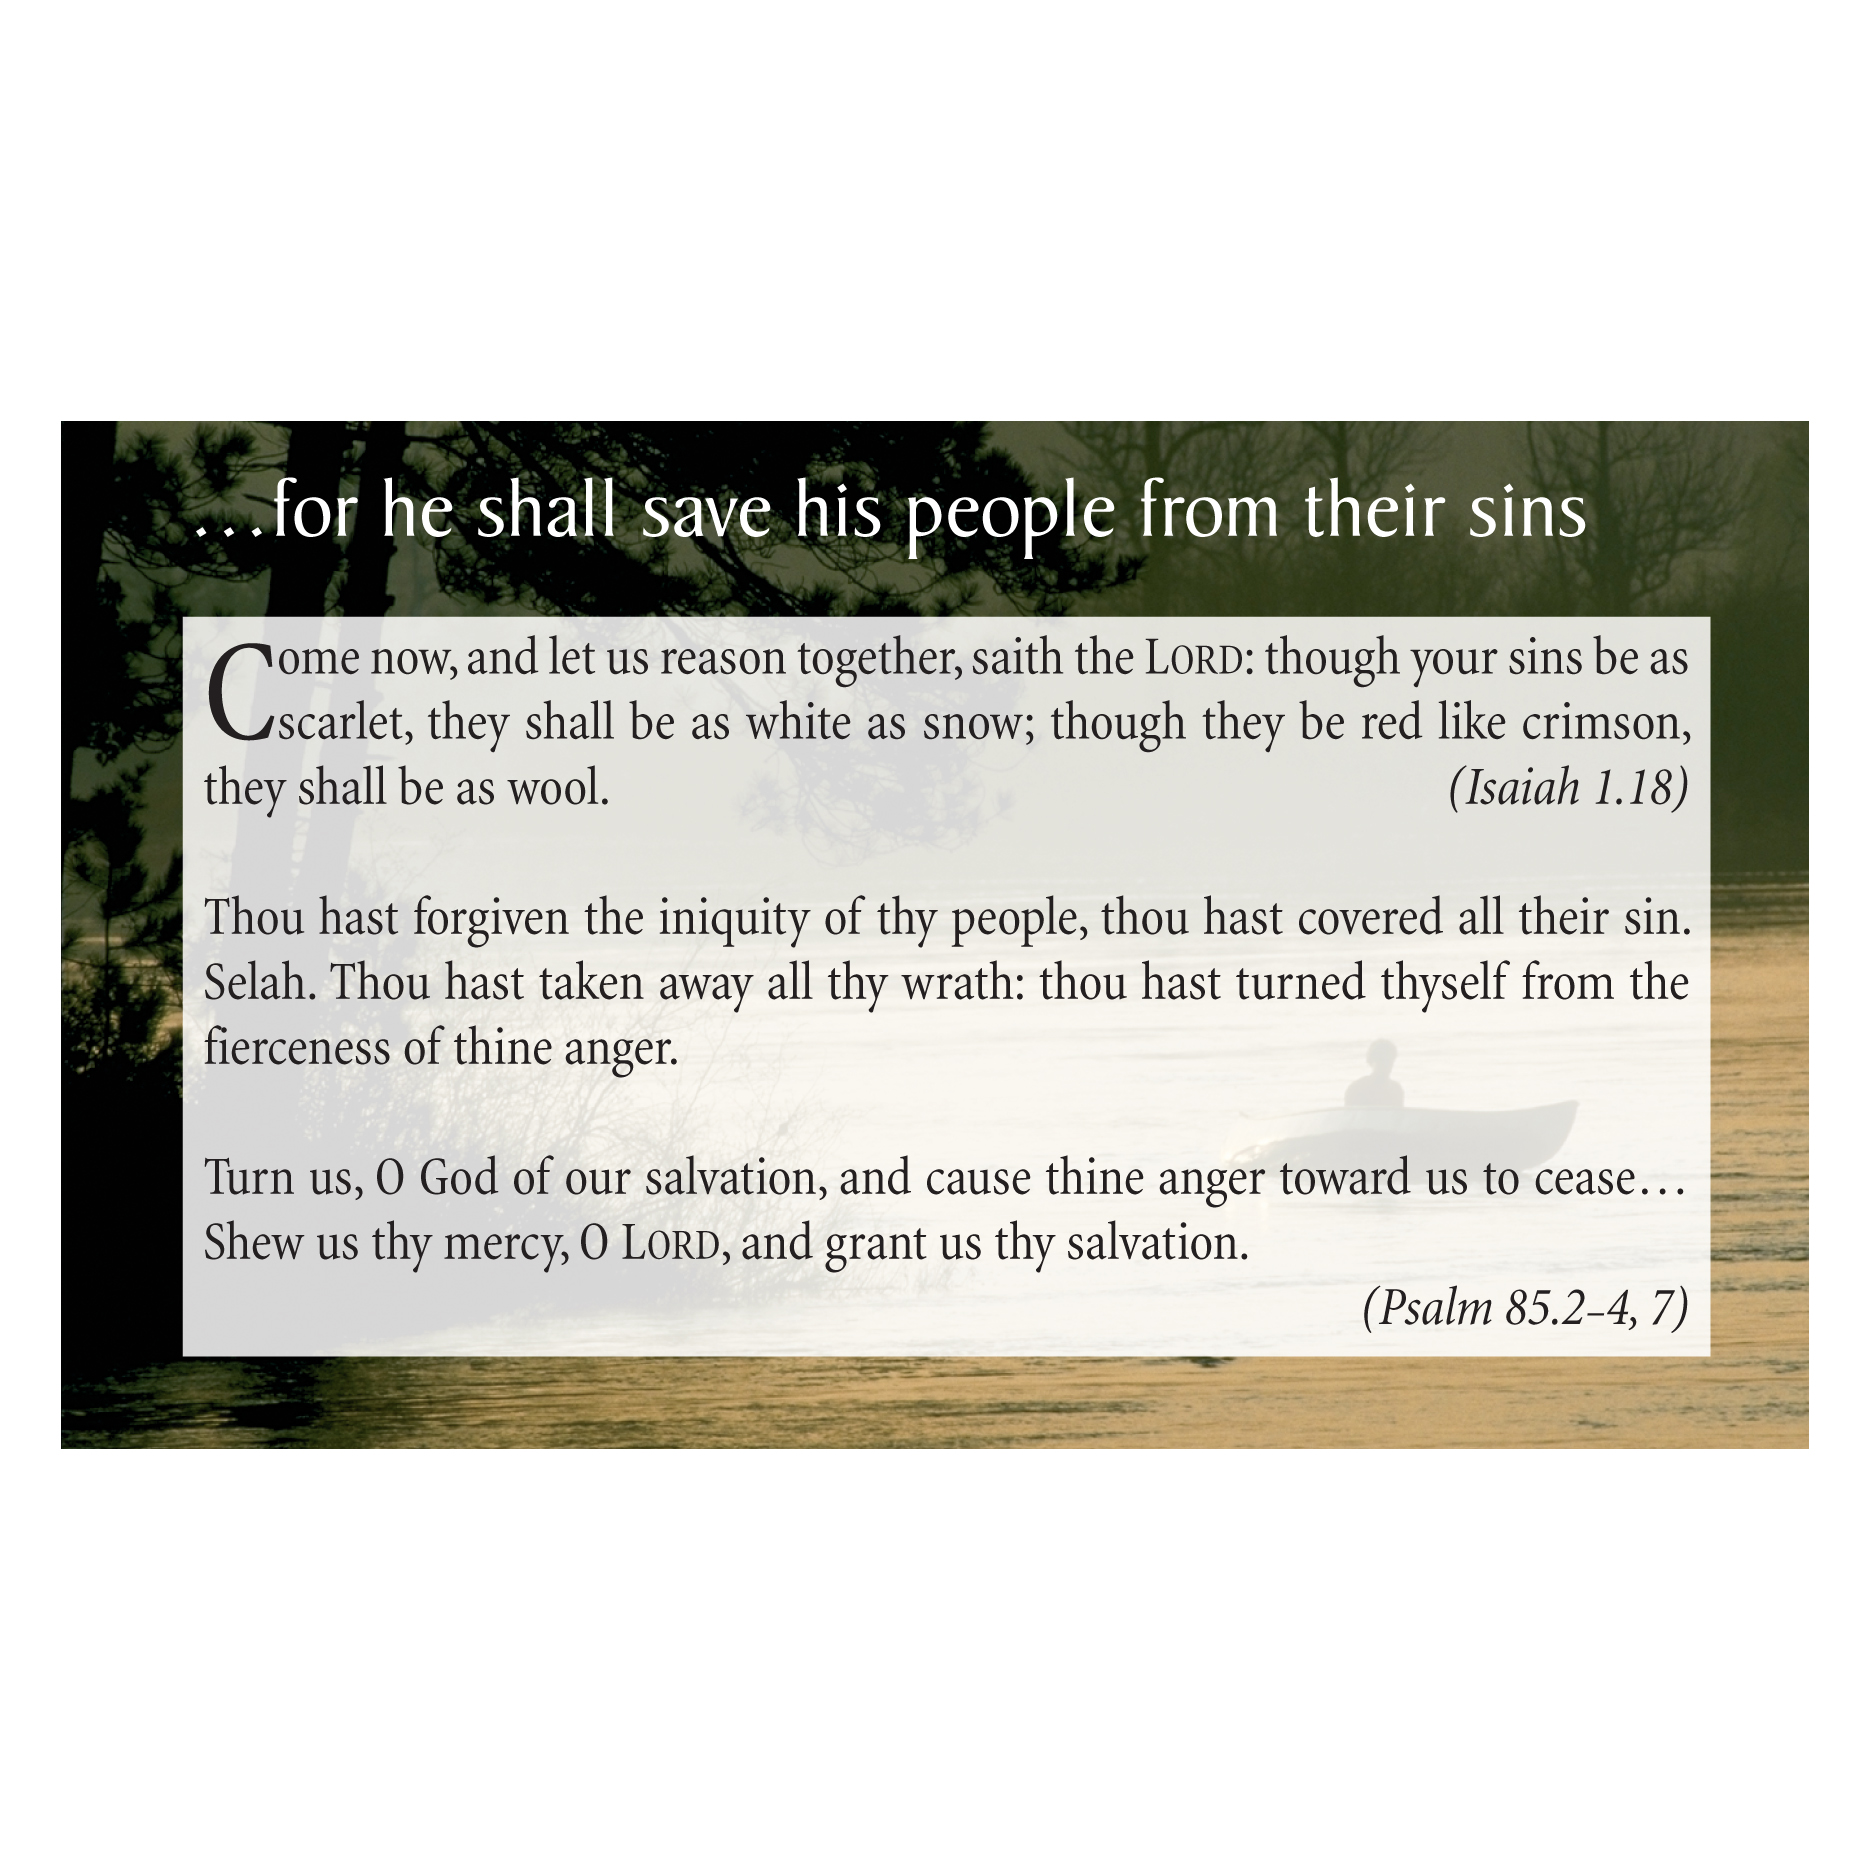 …for he shall save his people from their sins
Come now, and let us reason together, saith the LORD: though your sins be as
scarlet, they shall be as white as snow; though they be red like crimson,
they shall be as wool. (Isaiah 1.18)
Thou hast forgiven the iniquity of thy people, thou hast covered all their sin.
Selah. Thou hast taken away all thy wrath: thou hast turned thyself from the
fierceness of thine anger.
Turn us, O God of our salvation, and cause thine anger toward us to cease…
Shew us thy mercy, O LORD, and grant us thy salvation.
(Psalm 85.2–4, 7)